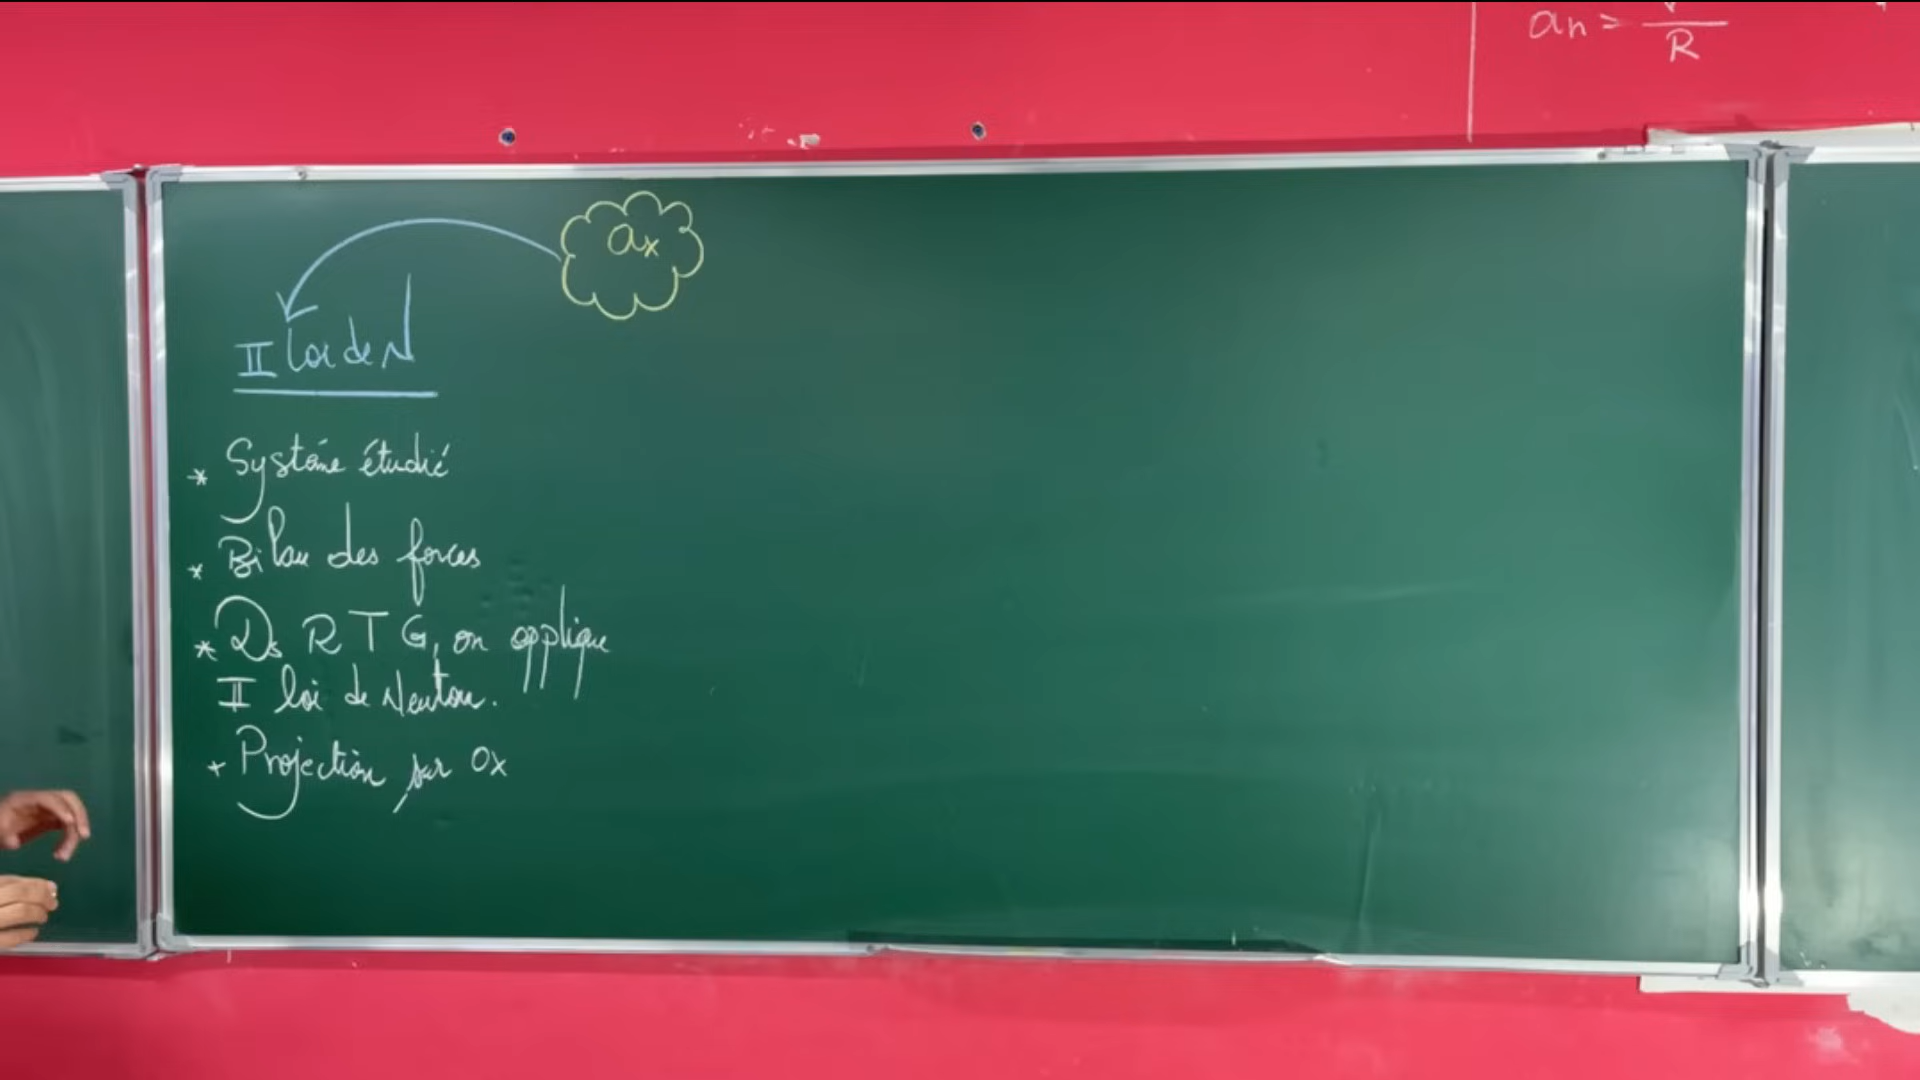 an = V / R
ax
II Loi de N
* Système étudié
* Bilan des forces
* Ds R T G, on applique
II loi de Newton.
* Projection sur Ox